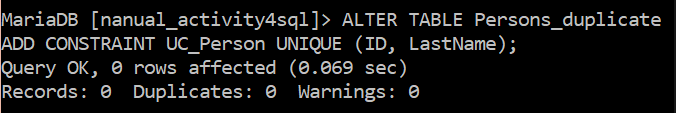 MariaDB [nanual_activity4sql]> ALTER TABLE Persons_duplicate
ADD CONSTRAINT UC_Person UNIQUE (ID, LastName);
Query OK, 0 rows affected (0.069 sec)
Records: 0  Duplicates: 0  Warnings: 0